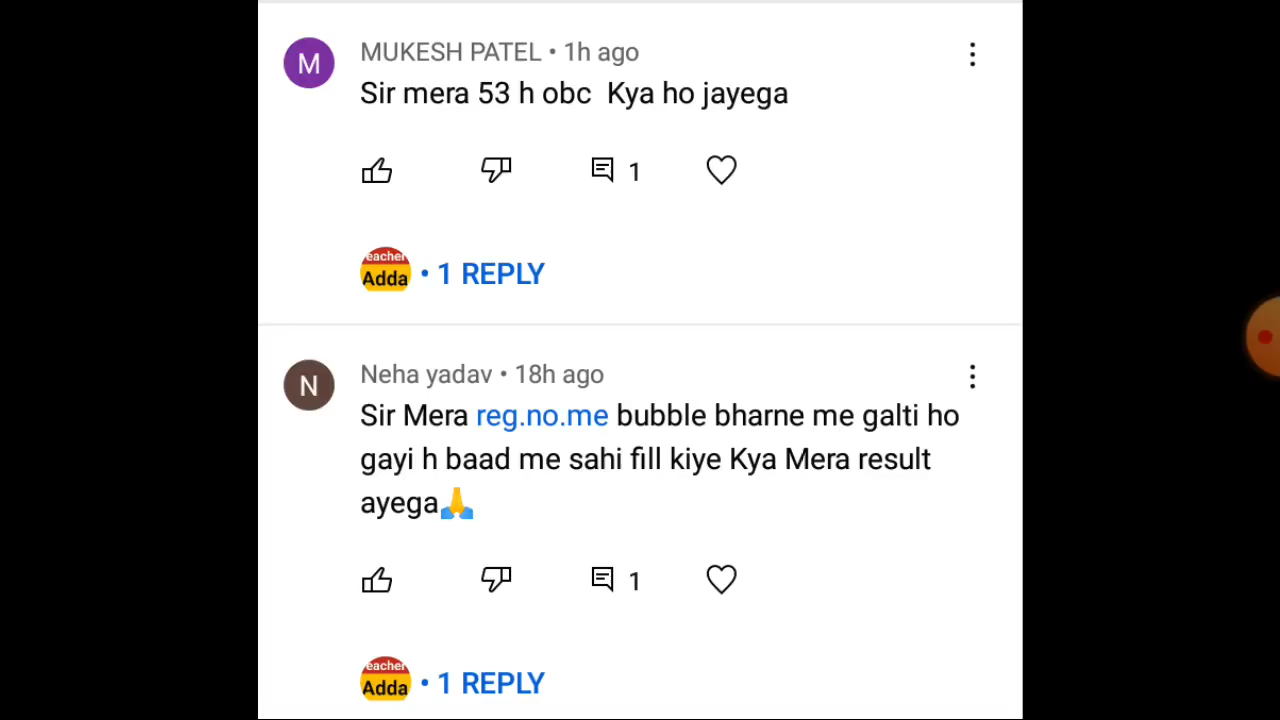 M
MUKESH PATEL • 1h ago
Sir mera 53 h obc Kya ho jayega
1
eacher
Adda
• 1 REPLY
N
Neha yadav • 18h ago
Sir Mera reg.no.me bubble bharne me galti ho
gayi h baad me sahi fill kiye Kya Mera result
ayega🙏
1
eacher
Adda
• 1 REPLY